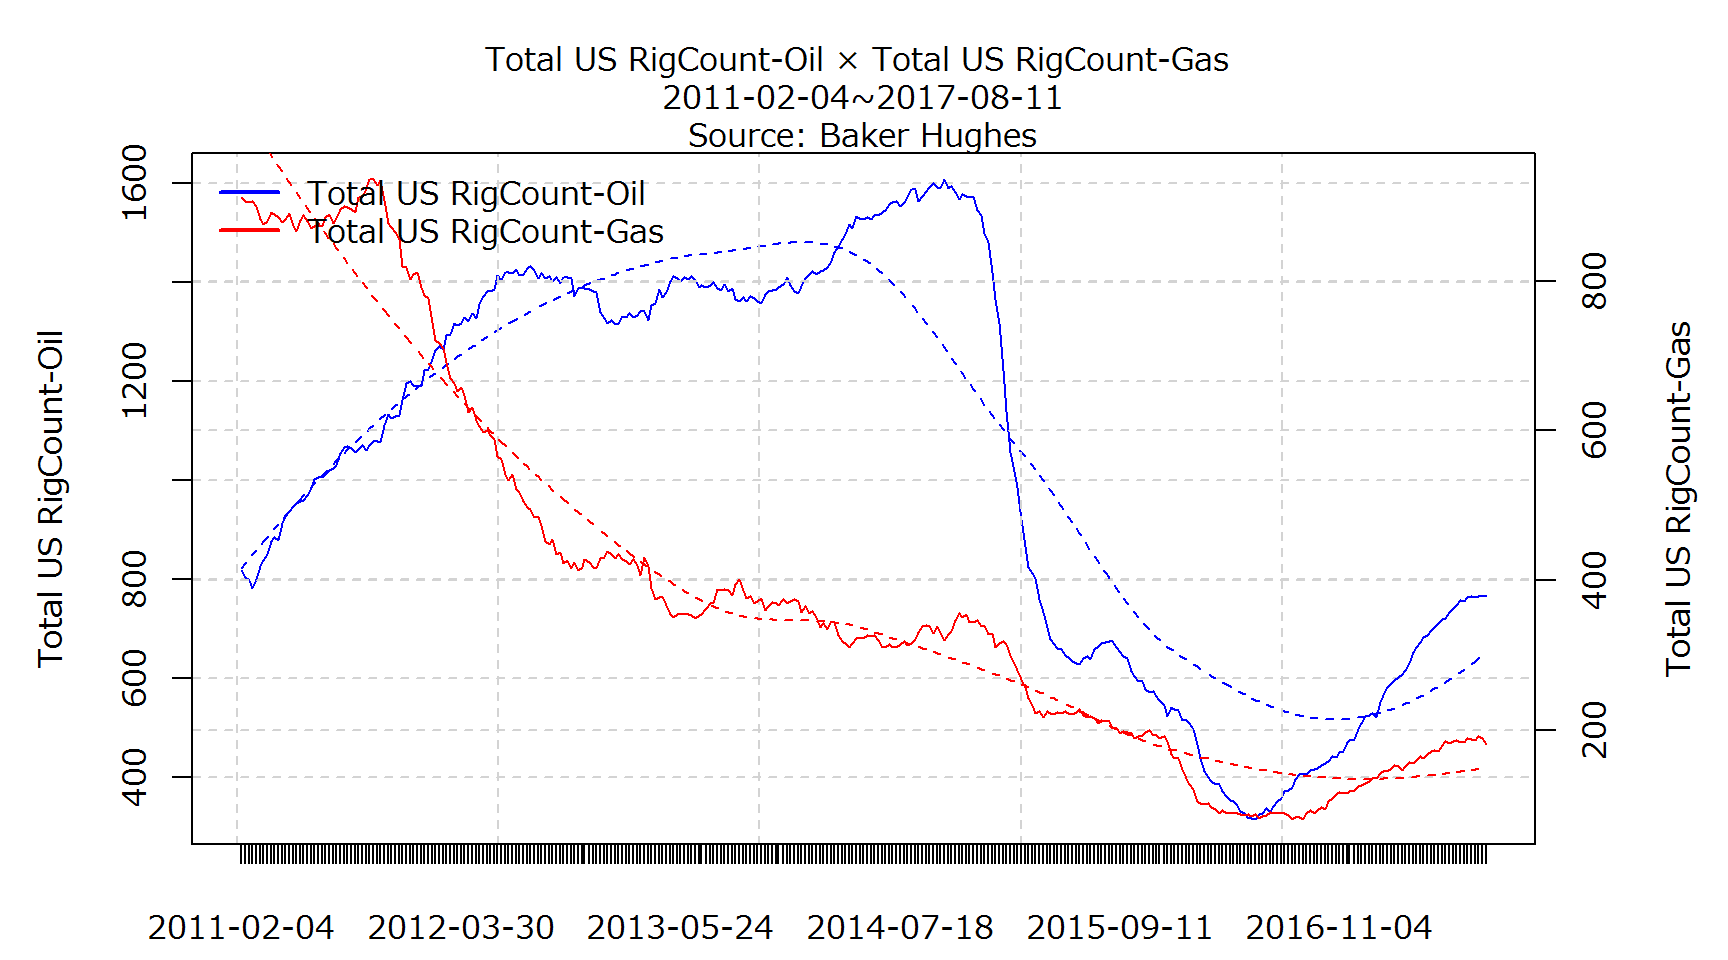 Total US RigCount-Oil × Total US RigCount-Gas
2011-02-04~2017-08-11
Source: Baker Hughes
Total US RigCount-Oil
Total US RigCount-Gas
Total US RigCount-Oil
1600
1200
800
600
400
800
600
400
200
Total US RigCount-Gas
2011-02-04 2012-03-30 2013-05-24 2014-07-18 2015-09-11 2016-11-04